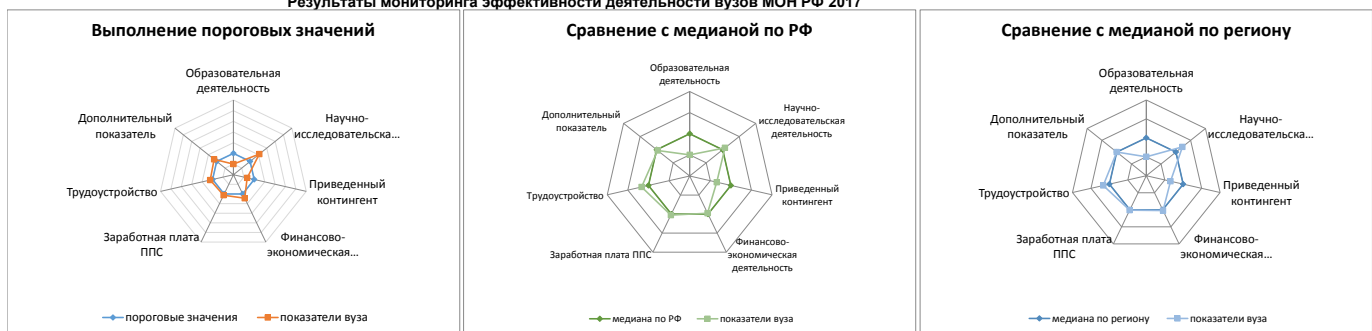 Результаты мониторинга эффективности деятельности вузов МОН РФ 2017
Выполнение пороговых значений
Образовательная
деятельность
Научно-
исследовательска...
Приведенный
контингент
Финансово-
экономическая...
Заработная плата
ППС
Трудоустройство
Дополнительный
показатель
пороговые значения
показатели вуза
Сравнение с медианой по РФ
Образовательная
деятельность
Научно-
исследовательская
деятельность
Приведенный
контингент
Финансово-
экономическая
деятельность
Заработная плата ППС
Трудоустройство
Дополнительный
показатель
медиана по РФ
показатели вуза
Сравнение с медианой по региону
Образовательная
деятельность
Научно-
исследовательска...
Приведенный
контингент
Финансово-
экономическая...
Заработная плата
ППС
Трудоустройство
Дополнительный
показатель
медиана по региону
показатели вуза